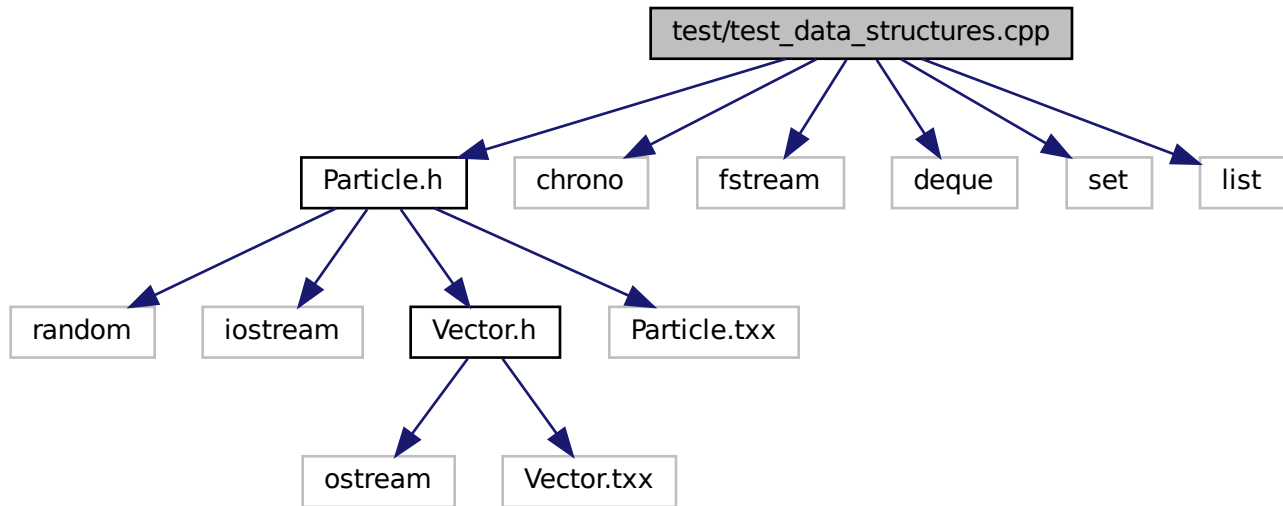 test/test_data_structures.cpp
Particle.h
chrono
fstream
deque
set
list
random
iostream
Vector.h
Particle.txx
ostream
Vector.txx